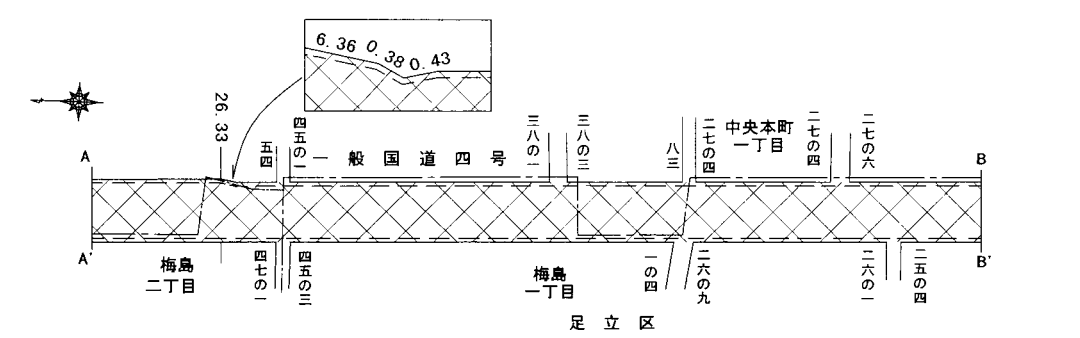 6. 36
0. 38
0. 43
26. 33
五四
四五の一
一般国道四号
三八の一
三八の三
八三
二七の四
中央本町
一丁目
二七の四
二七の六
A
B
A'
B'
梅島
二丁目
四七の一
四五の三
梅島
一丁目
一の四
二六の九
二六の一
二五の四
足立区